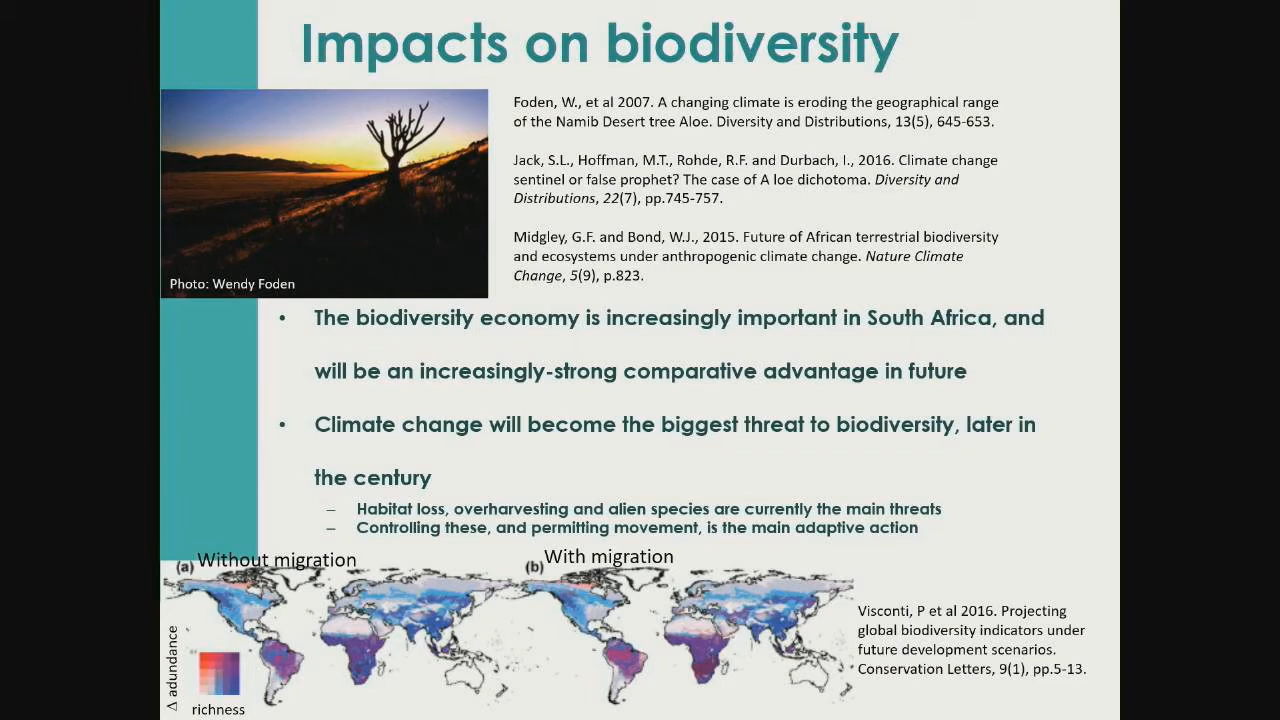 Impacts on biodiversity
Foden, W., et al 2007. A changing climate is eroding the geographical range
of the Namib Desert tree Aloe. Diversity and Distributions, 13(5), 645-653.
Jack, S.L., Hoffman, M.T., Rohde, R.F. and Durbach, I., 2016. Climate change
sentinel or false prophet? The case of A loe dichotoma. Diversity and
Distributions, 22(7), pp.745-757.
Midgley, G.F. and Bond, W.J., 2015. Future of African terrestrial biodiversity
and ecosystems under anthropogenic climate change. Nature Climate
Change, 5(9), p.823.
Photo: Wendy Foden
• The biodiversity economy is increasingly important in South Africa, and
will be an increasingly-strong comparative advantage in future
• Climate change will become the biggest threat to biodiversity, later in
the century
– Habitat loss, overharvesting and alien species are currently the main threats
– Controlling these, and permitting movement, is the main adaptive action
(a) Without migration
(b) With migration
Δ adundance
richness
Visconti, P et al 2016. Projecting
global biodiversity indicators under
future development scenarios.
Conservation Letters, 9(1), pp.5-13.